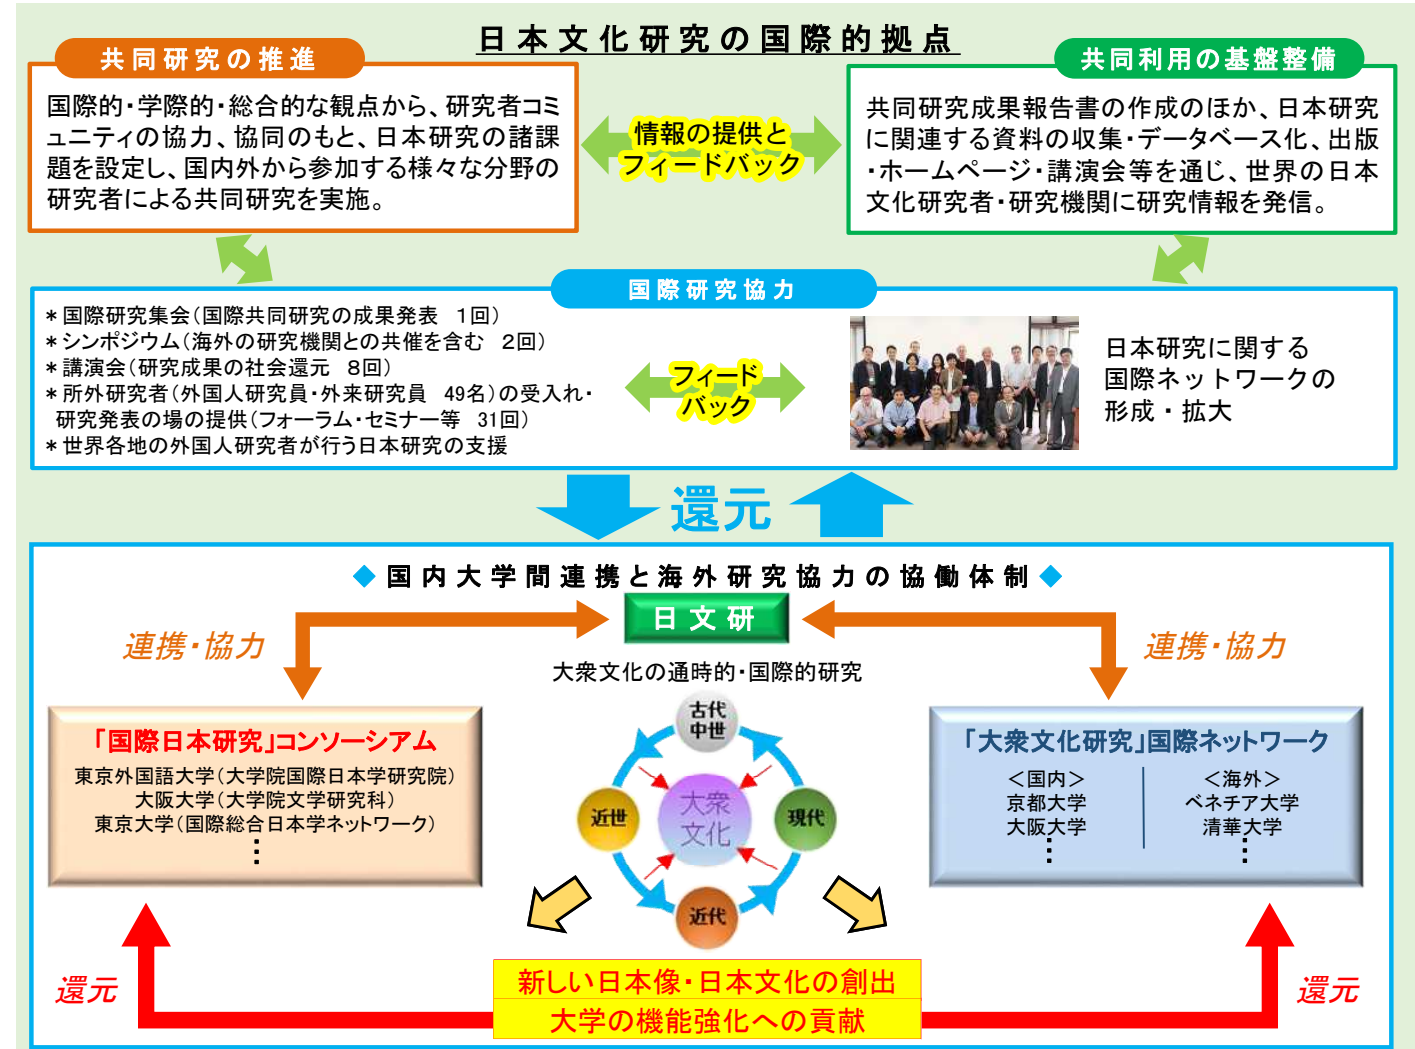 日本文化研究の国際的拠点
共同研究の推進
国際的・学際的・総合的な観点から、研究者コミ
ュニティの協力、協同のもと、日本研究の諸課
題を設定し、国内外から参加する様々な分野の
研究者による共同研究を実施。
情報の提供と
フィードバック
共同利用の基盤整備
共同研究成果報告書の作成のほか、日本研究
に関連する資料の収集・データベース化、出版
・ホームページ・講演会等を通じ、世界の日本
文化研究者・研究機関に研究情報を発信。
国際研究協力
＊国際研究集会（国際共同研究の成果発表　1回）
＊シンポジウム（海外の研究機関との共催を含む　2回）
＊講演会（研究成果の社会還元　8回）
＊所外研究者（外国人研究員・外来研究員　49名）の受入れ・
研究発表の場の提供（フォーラム・セミナー等　31回）
＊世界各地の外国人研究者が行う日本研究の支援
フィード
バック
日本研究に関する
国際ネットワークの
形成・拡大
還元
◆国内大学間連携と海外研究協力の協働体制◆
日文研
連携・協力
連携・協力
大衆文化の通時的・国際的研究
古代
中世
近世
大衆
文化
現代
近代
「国際日本研究」コンソーシアム
東京外国語大学（大学院国際日本学研究院）
大阪大学（大学院文学研究科）
東京大学（国際総合日本学ネットワーク）
⋮
「大衆文化研究」国際ネットワーク
＜国内＞
京都大学
大阪大学
⋮
＜海外＞
ベネチア大学
清華大学
⋮
還元
新しい日本像・日本文化の創出
大学の機能強化への貢献
還元